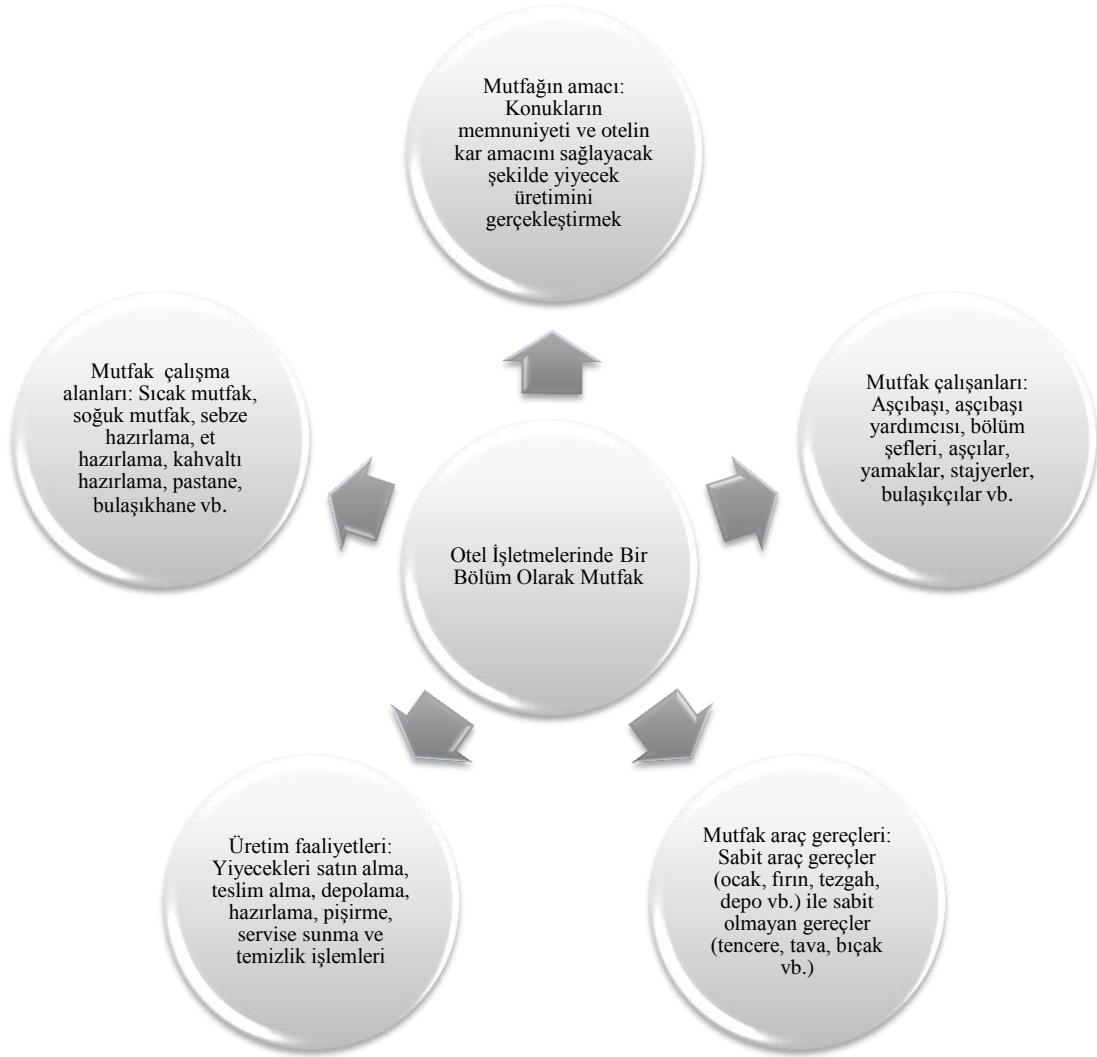 Mutfağın amacı:
Konukların
memnuniyeti ve otelin
kar amacını sağlayacak
şekilde yiyecek
üretimini
gerçekleştirmek
Mutfak çalışma
alanları: Sıcak mutfak,
soğuk mutfak, sebze
hazırlama, et
hazırlama, kahvaltı
hazırlama, pastane,
bulaşıkhane vb.
Mutfak çalışanları:
Aşçıbaşı, aşçıbaşı
yardımcısı, bölüm
şefleri, aşçılar,
yamaklar, stajyerler,
bulaşıkçılar vb.
Otel İşletmelerinde Bir
Bölüm Olarak Mutfak
Üretim faaliyetleri:
Yiyecekleri satın alma,
teslim alma, depolama,
hazırlama, pişirme,
servise sunma ve
temizlik işlemleri
Mutfak araç gereçleri:
Sabit araç gereçler
(ocak, fırın, tezgah,
depo vb.) ile sabit
olmayan gereçler
(tencere, tava, bıçak
vb.)